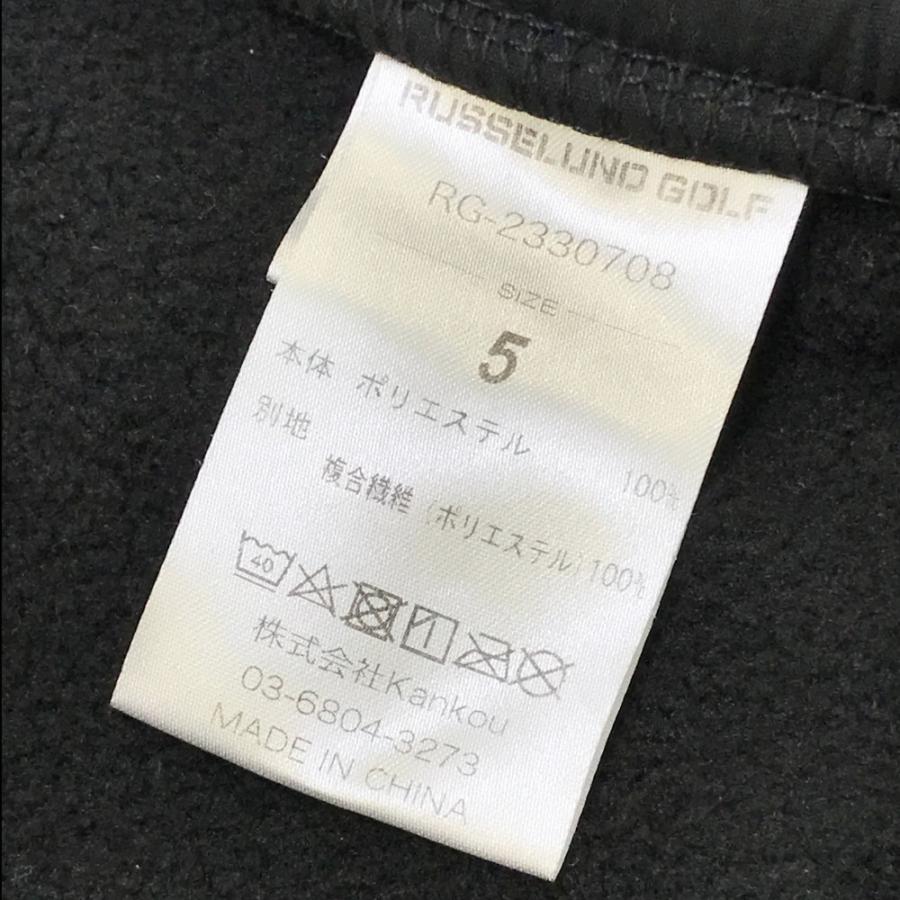 RUSSELUNO GOLF
RG-2330708
SIZE
5
本体 ポリエステル 100%
別地
複合繊維 (ポリエステル) 100%
40
株式会社Kankou
03-6804-3273
MADE IN CHINA